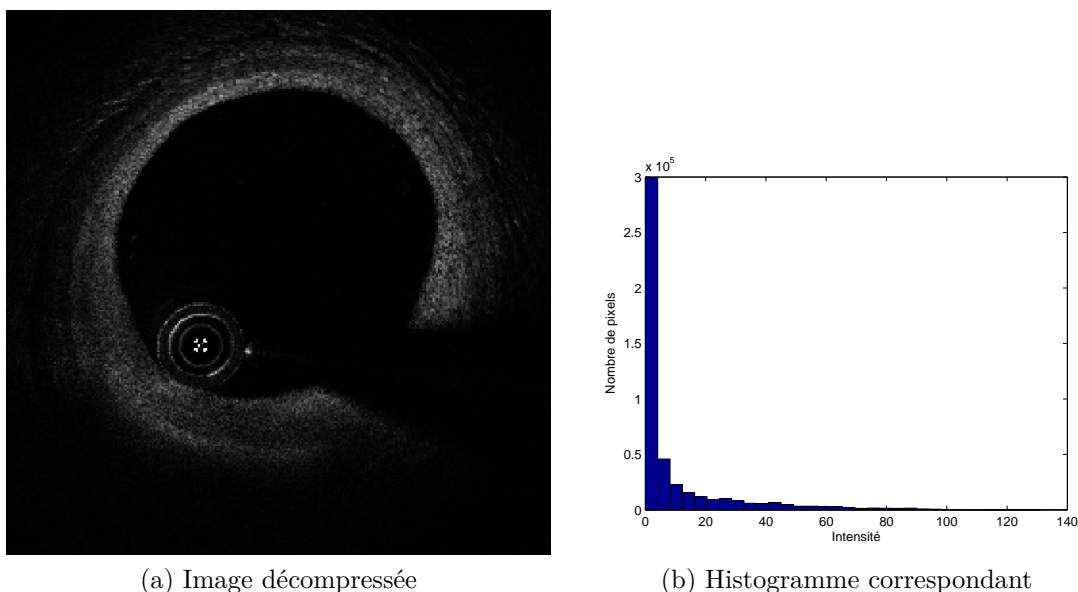 x 10^5
3
2.5
2
1.5
1
0.5
0
Nombre de pixels
0 20 40 60 80 100 120 140
Intensité
(a) Image décompressée
(b) Histogramme correspondant